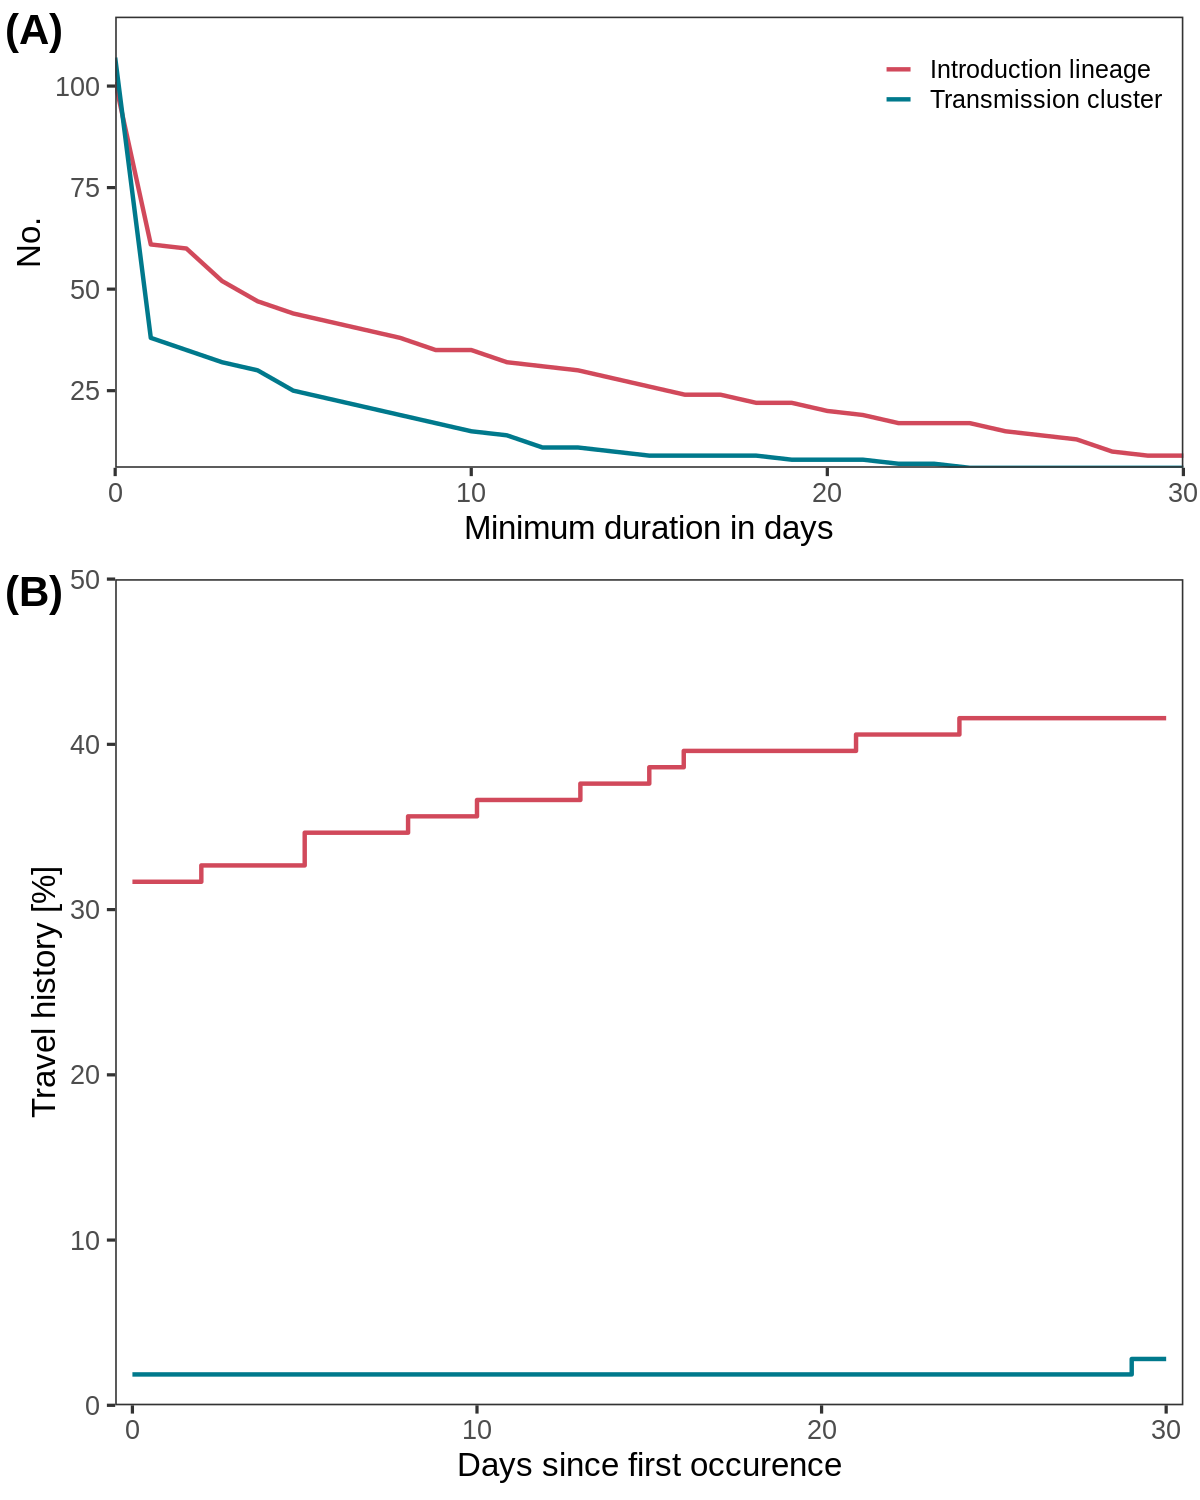 (A)
100
75
50
25
No.
Introduction lineage
Transmission cluster
0 10 20 30
Minimum duration in days
(B)
50
40
30
20
10
0
Travel history [%]
0 10 20 30
Days since first occurence